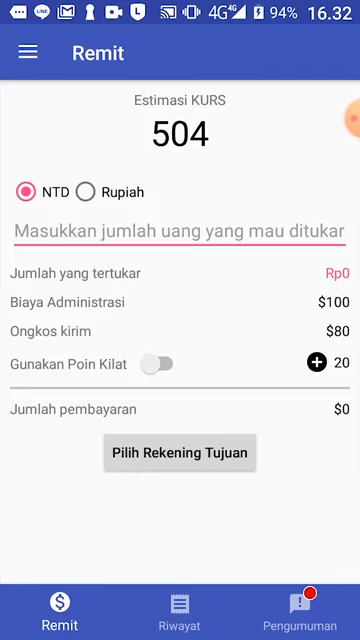 4G 4G 94% 16.32
Remit
Estimasi KURS
504
NTD Rupiah
Masukkan jumlah uang yang mau ditukar
Jumlah yang tertukar Rp0
Biaya Administrasi $100
Ongkos kirim $80
Gunakan Poin Kilat 20
Jumlah pembayaran $0
Pilih Rekening Tujuan
Remit Riwayat Pengumuman